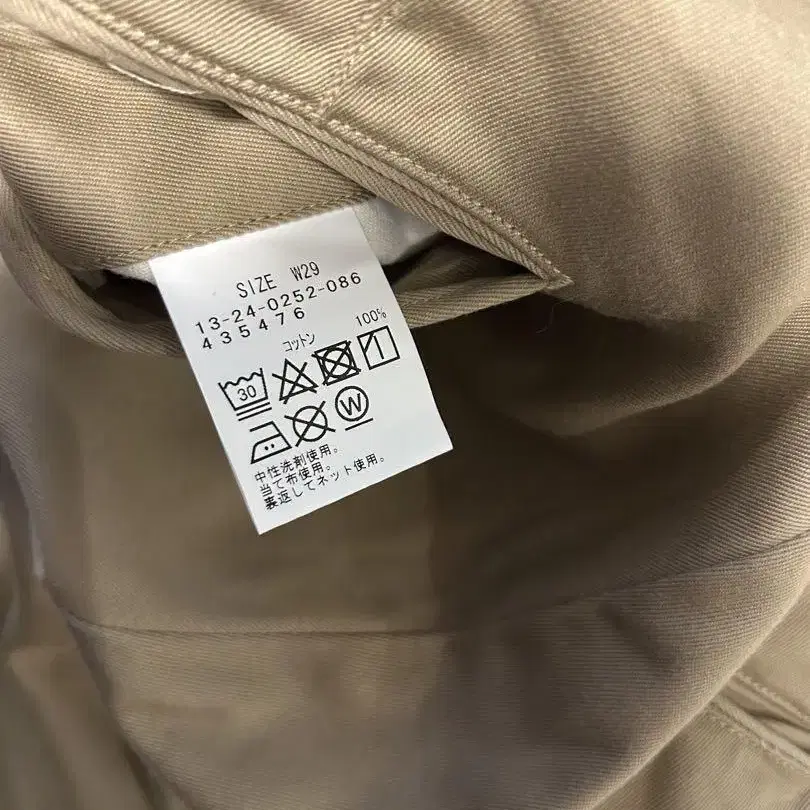 SIZE W29
13-24-0252-086
435476
コットン 100%
30
W
中性洗剤使用。
当て布使用。
裏返してネット使用。